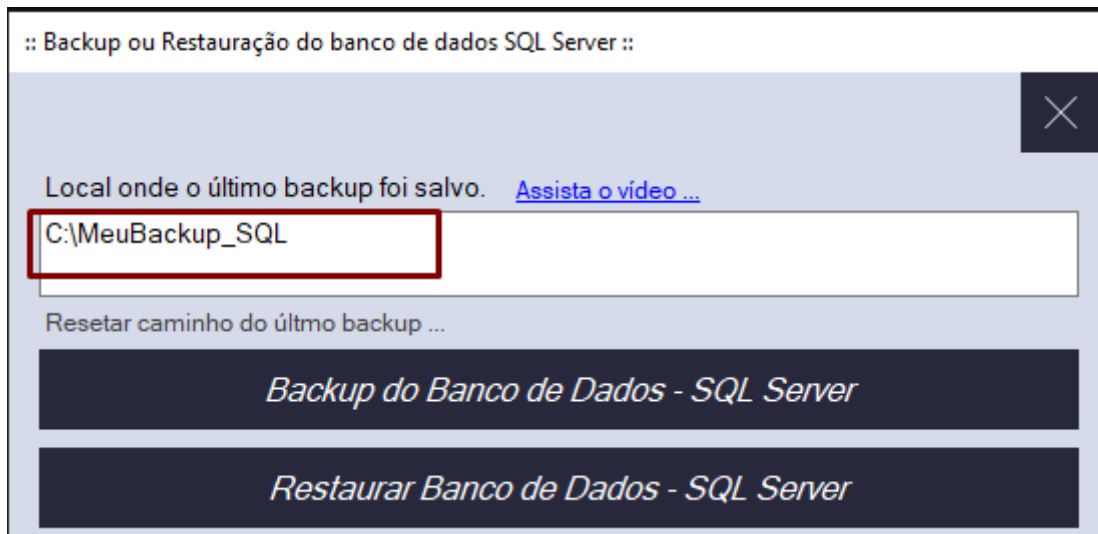 :: Backup ou Restauração do banco de dados SQL Server ::
Local onde o último backup foi salvo. Assista o vídeo ...
C:\MeuBackup_SQL
Resetar caminho do últmo backup ...
Backup do Banco de Dados - SQL Server
Restaurar Banco de Dados - SQL Server